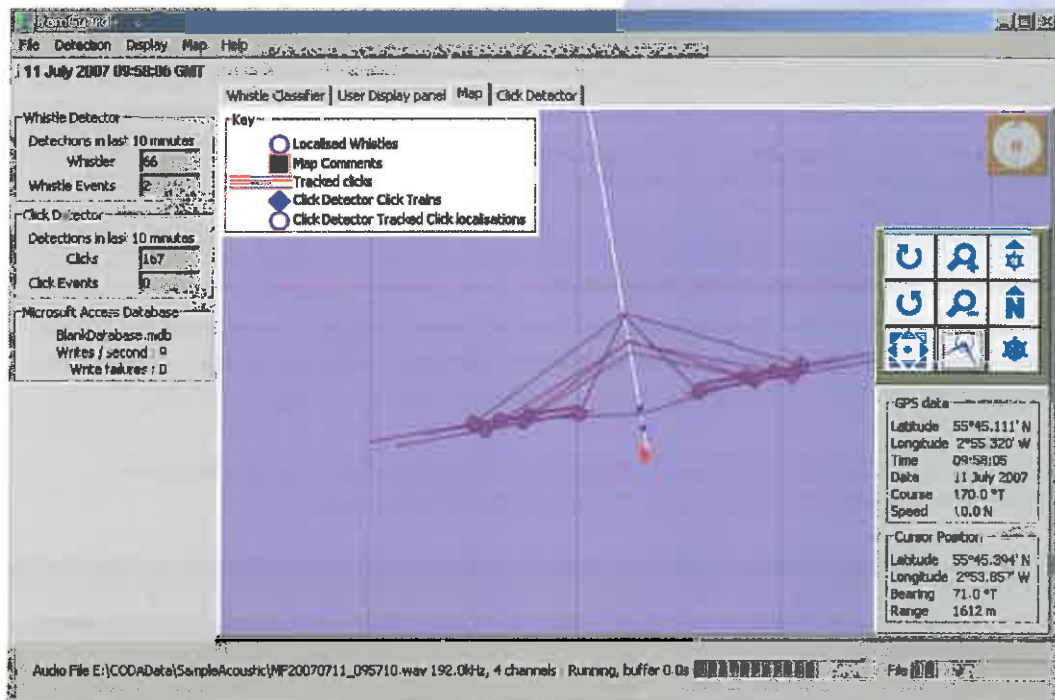 PamGuard
File Detection Display Map Help
11 July 2007 09:58:06 GMT
Whistle Classifier User Display panel Map Click Detector
Whistle Detector
Detections in last 10 minutes
Whistler 66
Whistle Events 2
Click Detector
Detections in last 10 minutes
Clicks 167
Click Events 0
Microsoft Access Database
BlankDatabase.mdb
Writes / second : 9
Write failures : 0
Key
Localised Whistles
Map Comments
Tracked clicks
Click Detector Click Trains
Click Detector Tracked Click localisations
N
GPS data
Latitude 55°45.111' N
Longitude 2°55.320' W
Time 09:58:05
Date 11 July 2007
Course 170.0 °T
Speed 10.0 N
Cursor Position
Latitude 55°45.394' N
Longitude 2°53.857' W
Bearing 71.0 °T
Range 1612 m
Audio File E:\CODAData\SampleAcoustic\MF20070711_095710.wav 192.0kHz, 4 channels Running, buffer 0.0s File